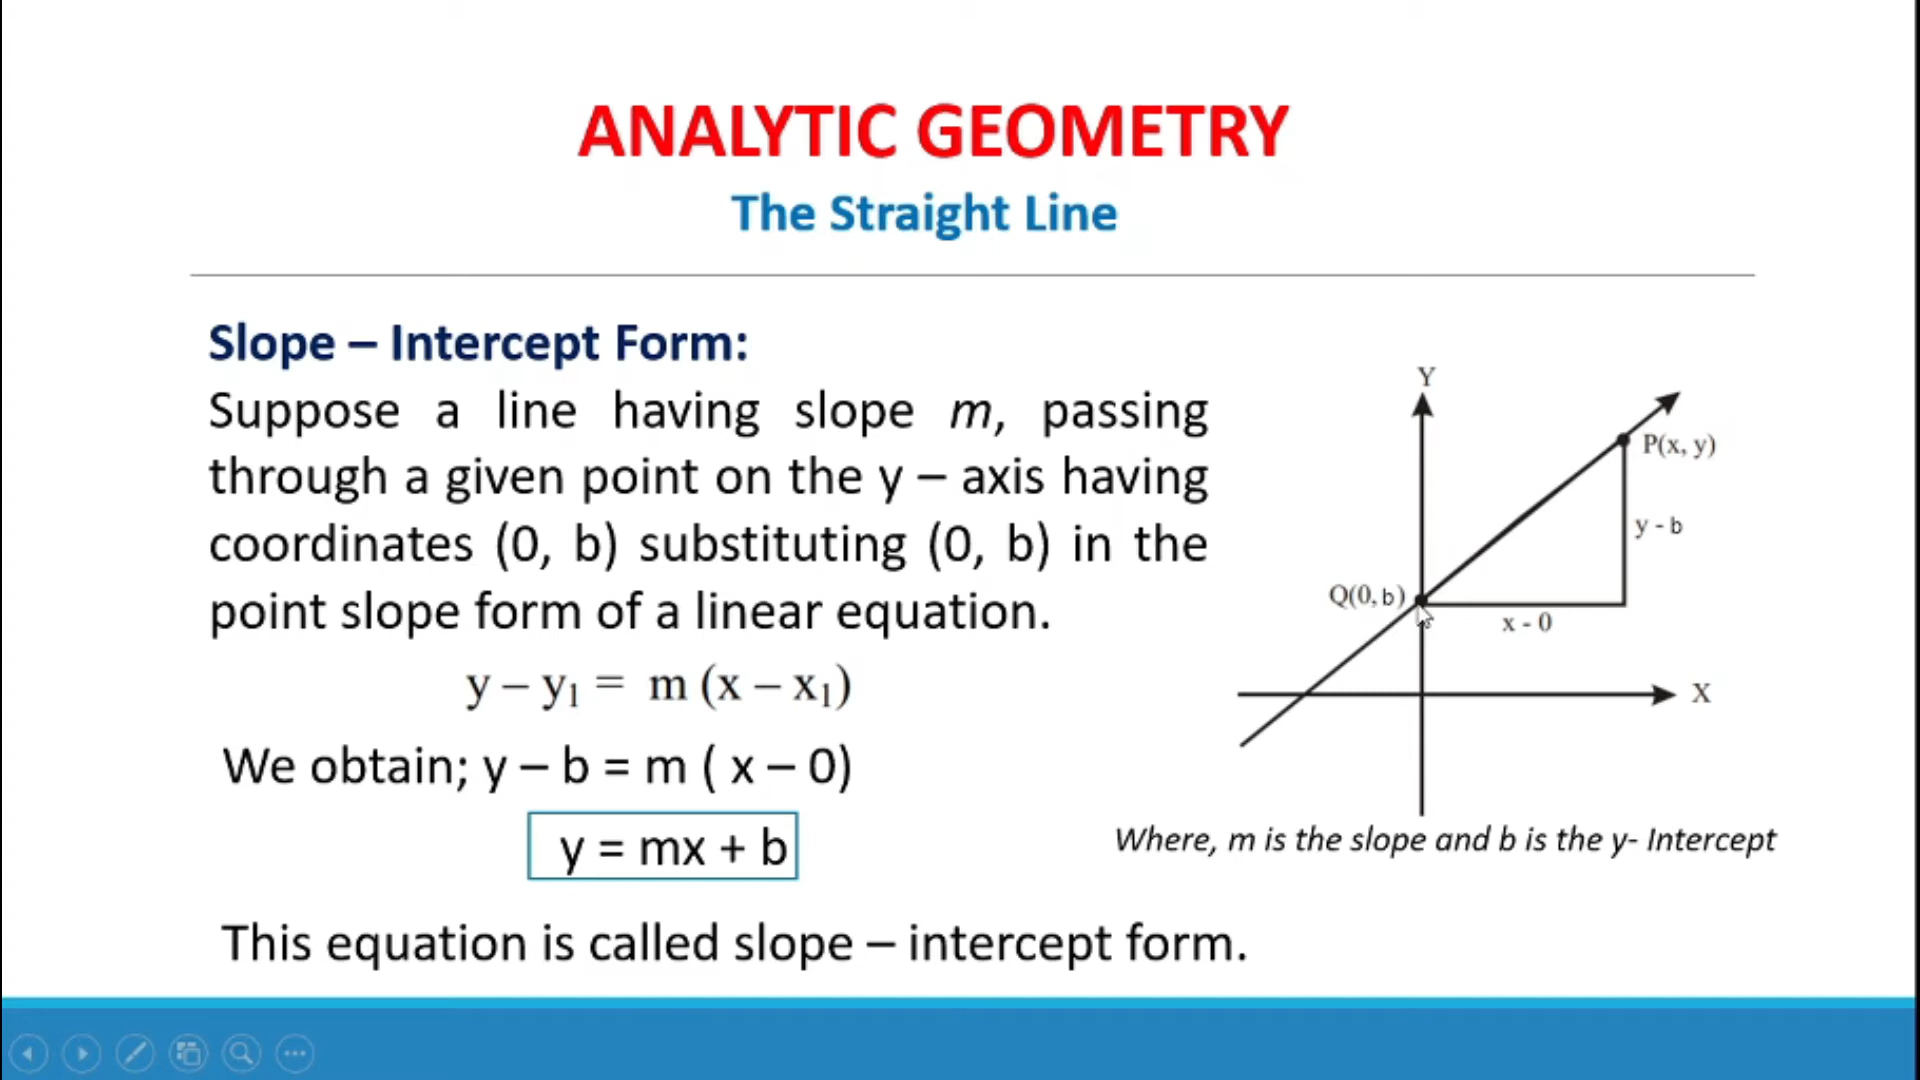 ANALYTIC GEOMETRY
The Straight Line
Slope – Intercept Form:
Suppose a line having slope m, passing
through a given point on the y – axis having
coordinates (0, b) substituting (0, b) in the
point slope form of a linear equation.
y – y₁ = m (x – x₁)
We obtain; y – b = m ( x – 0)
y = mx + b
This equation is called slope – intercept form.
Y
P(x, y)
y - b
Q(0, b)
x - 0
X
Where, m is the slope and b is the y- Intercept